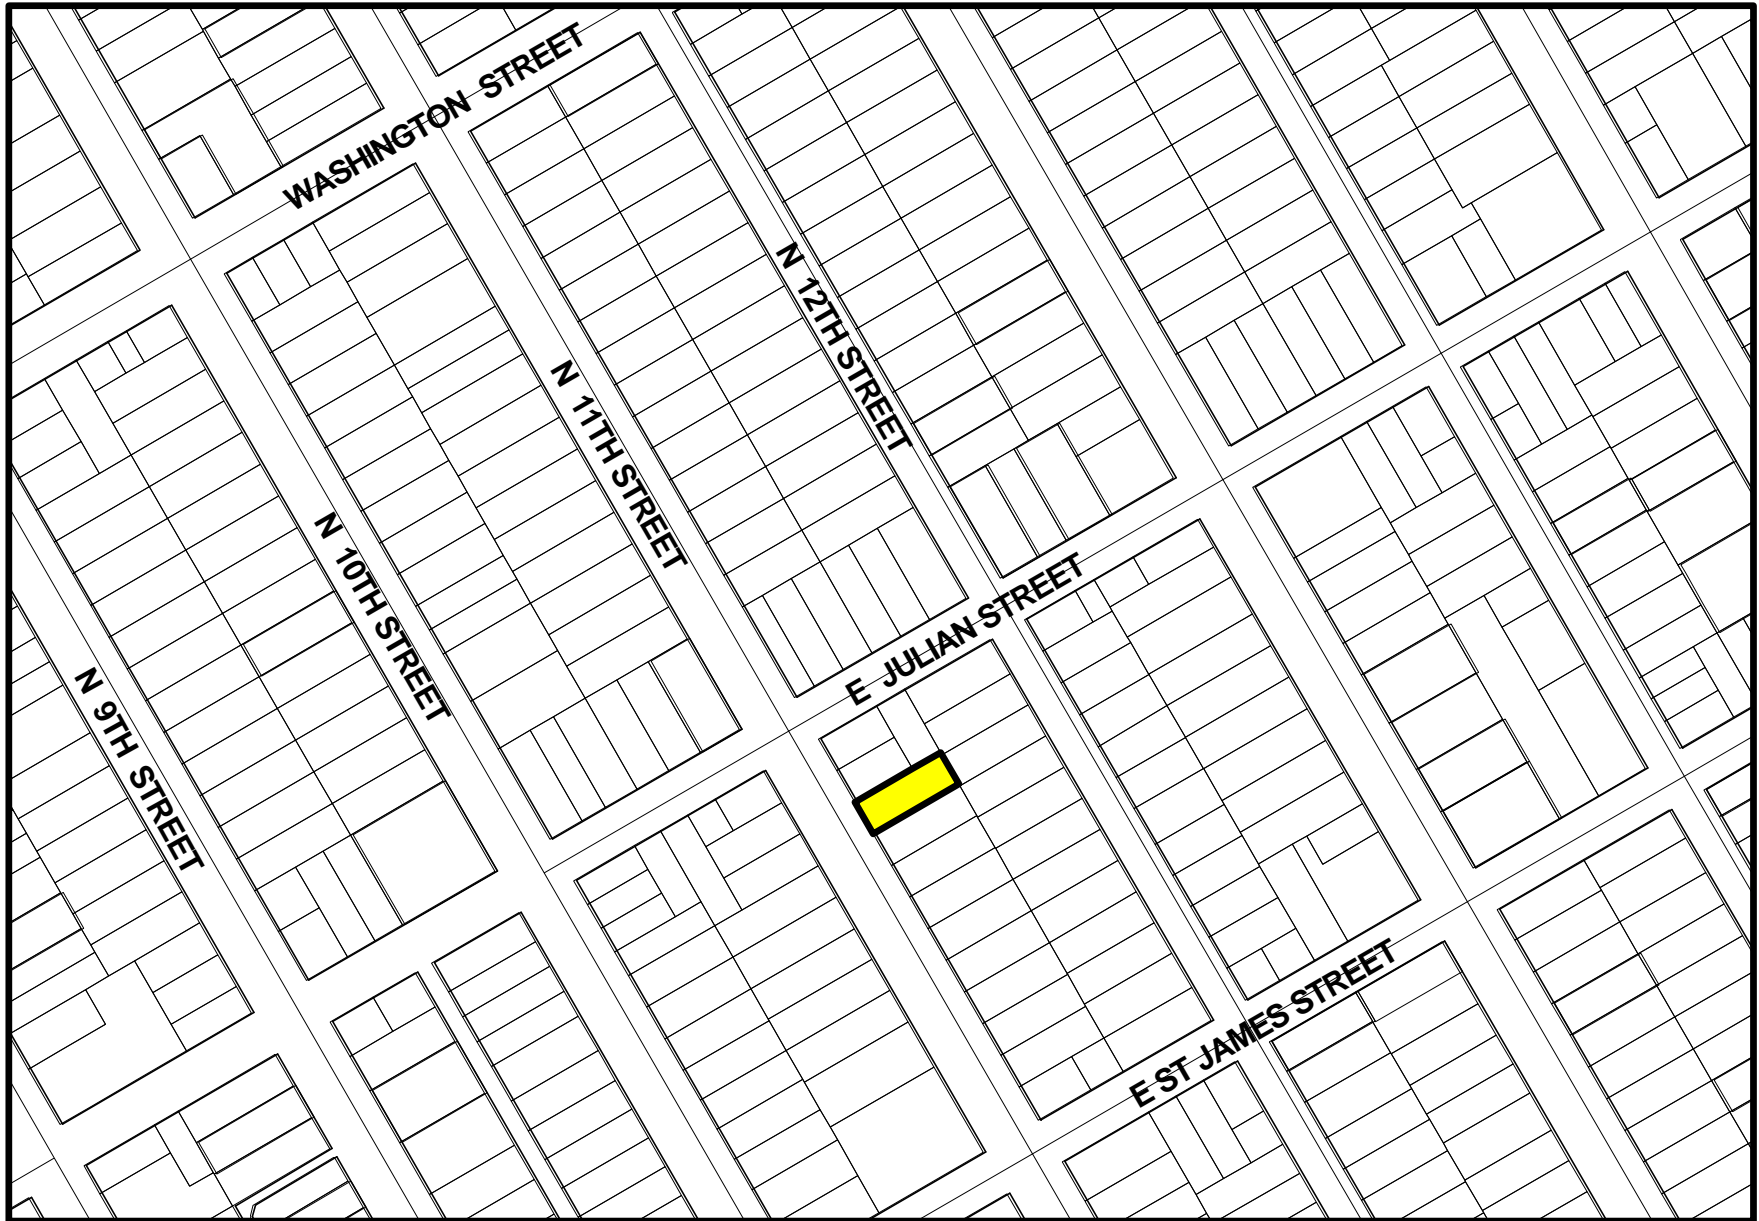 WASHINGTON STREET
N 12TH STREET
N 11TH STREET
N 10TH STREET
E JULIAN STREET
N 9TH STREET
E ST JAMES STREET